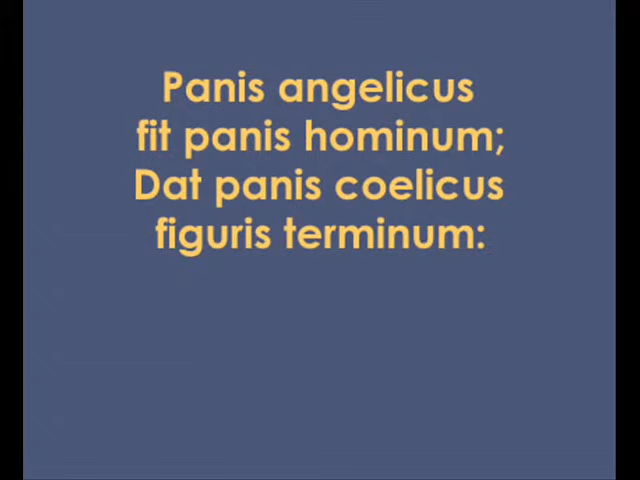 Panis angelicus
fit panis hominum;
Dat panis coelicus
figuris terminum: